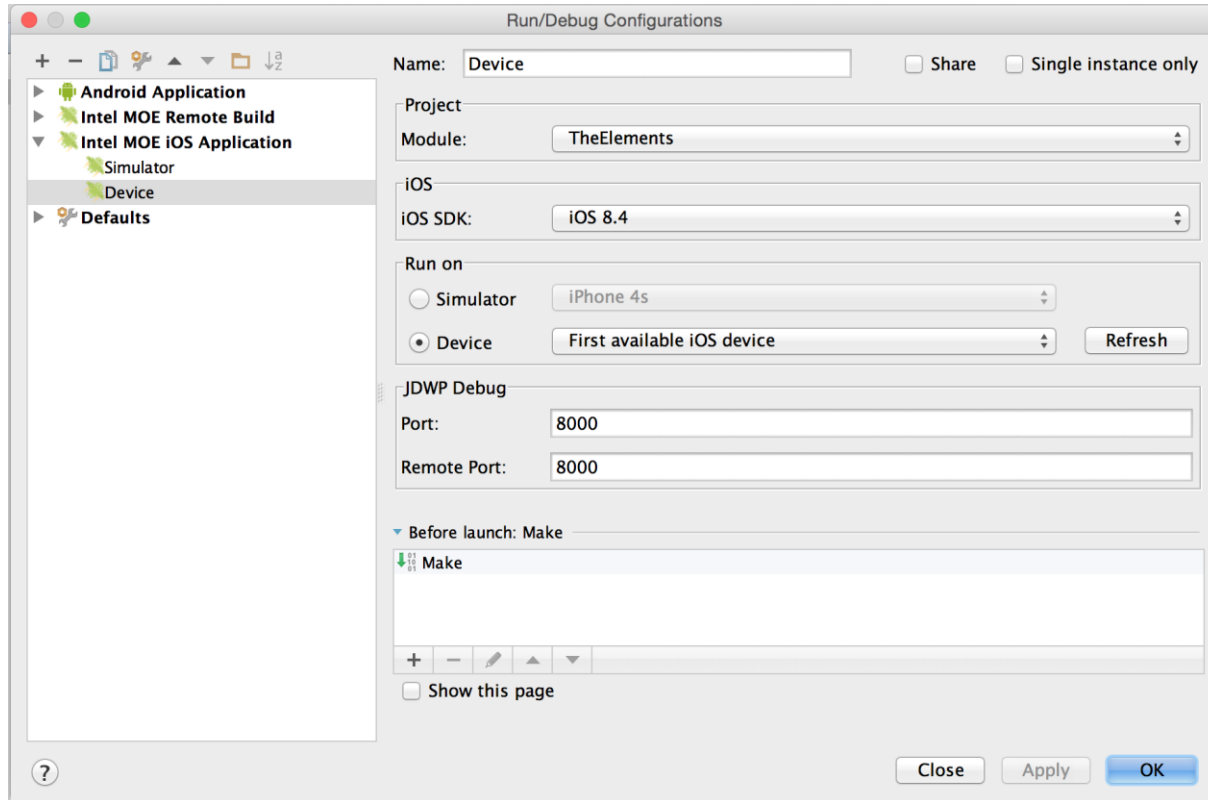 Run/Debug Configurations
Name: Device Share Single instance only
Android Application
Intel MOE Remote Build
Intel MOE iOS Application
Simulator
Device
Defaults
Project
Module: TheElements
iOS
iOS SDK: iOS 8.4
Run on
Simulator iPhone 4s
Device First available iOS device Refresh
JDWP Debug
Port: 8000
Remote Port: 8000
Before launch: Make
Make
Show this page
? Close Apply OK